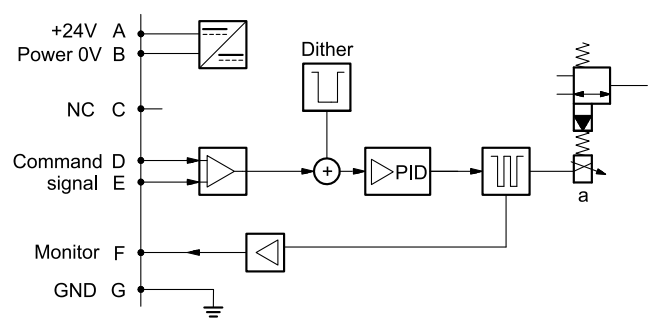 +24V A
Power 0V B
Dither
NC C
Command D
signal E
+
PID
a
Monitor F
GND G